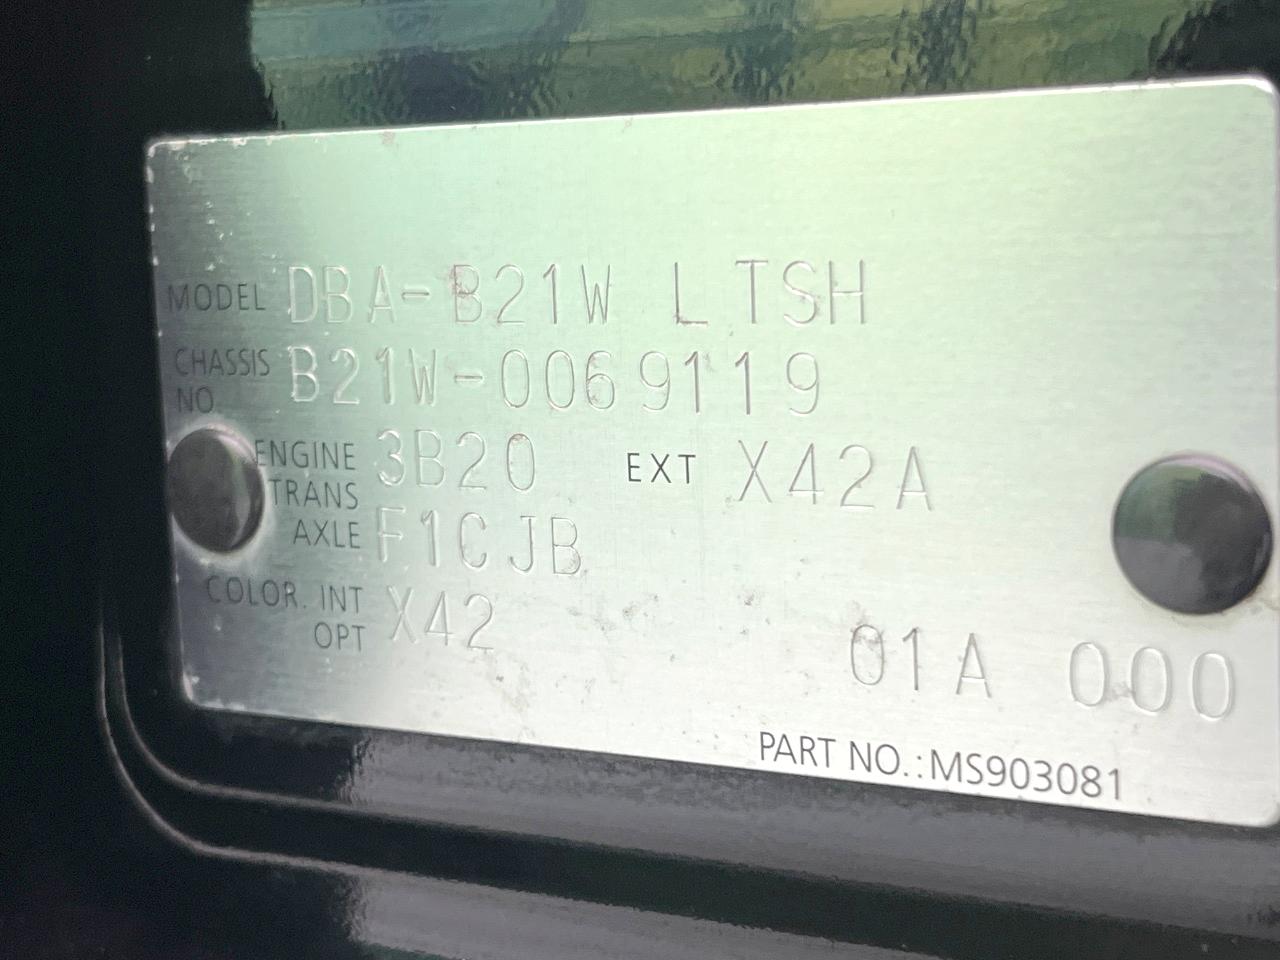 MODEL DBA-B21W LTSH
CHASSIS NO. B21W-0069119
ENGINE 3B20 EXT X42A
TRANS AXLE F1CJB
COLOR. INT OPT X42
01A 000
PART NO.: MS903081